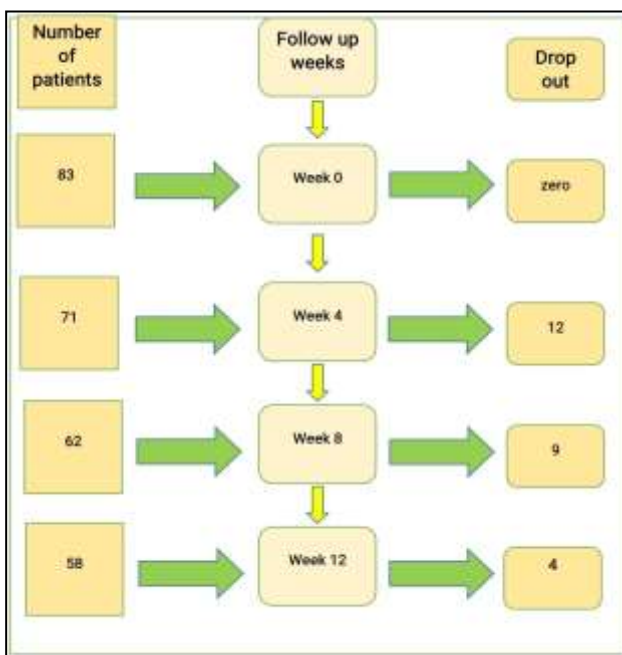 Number
of
patients
Follow up
weeks
Drop
out
83
Week 0
zero
71
Week 4
12
62
Week 8
9
58
Week 12
4